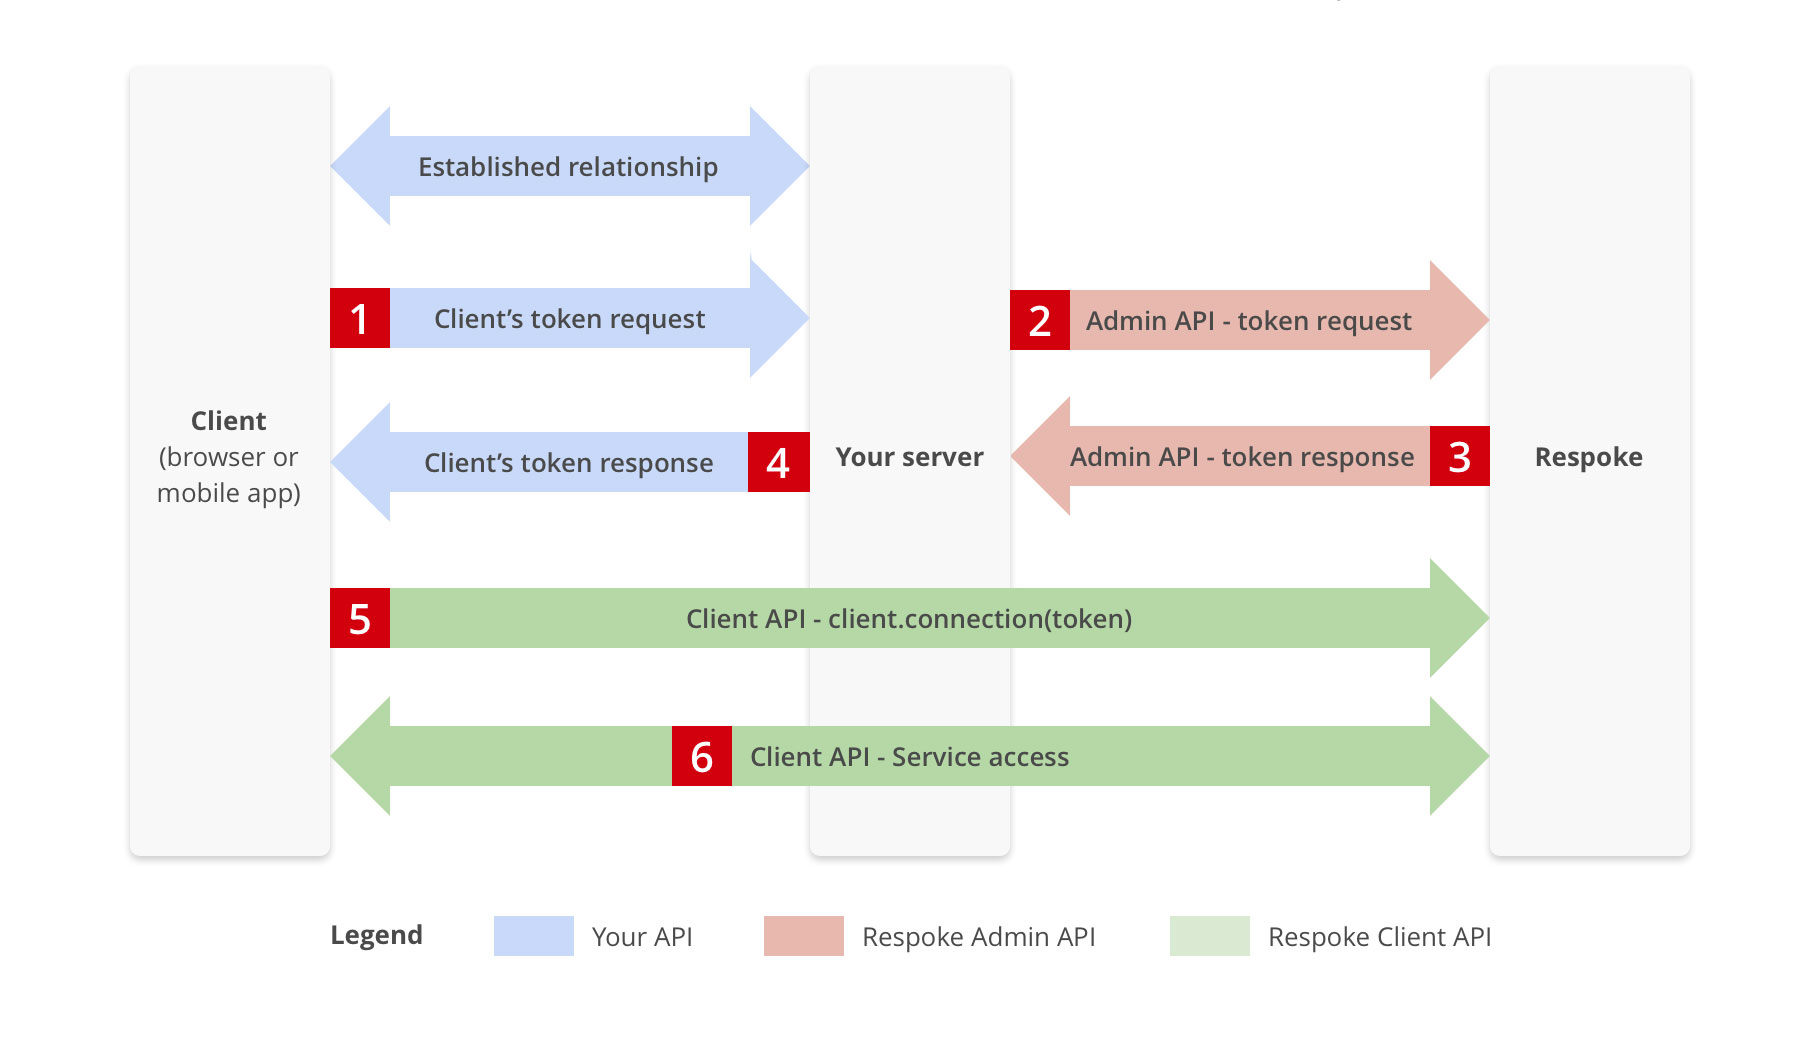 Established relationship
1 Client’s token request
2 Admin API - token request
Client
(browser or
mobile app)
Client’s token response 4
Your server
Admin API - token response 3
Respoke
5 Client API - client.connection(token)
6 Client API - Service access
Legend
Your API
Respoke Admin API
Respoke Client API